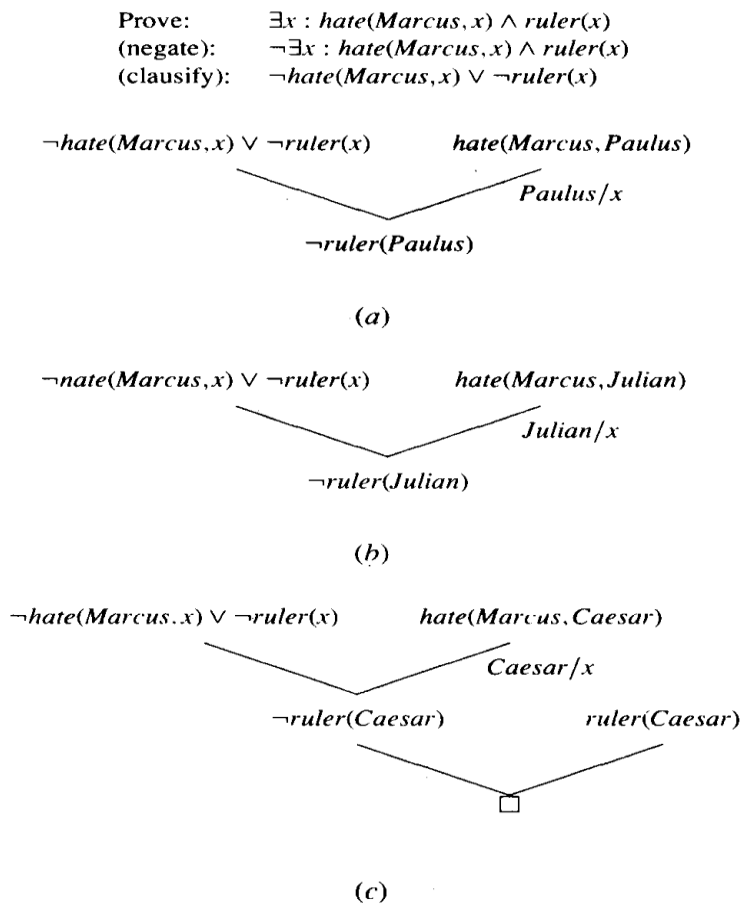 Prove: ∃x : hate(Marcus,x) ∧ ruler(x)
(negate): ¬∃x : hate(Marcus,x) ∧ ruler(x)
(clausify): ¬hate(Marcus,x) ∨ ¬ruler(x)
¬hate(Marcus,x) ∨ ¬ruler(x) hate(Marcus,Paulus)
Paulus/x
¬ruler(Paulus)
(a)
¬nate(Marcus,x) ∨ ¬ruler(x) hate(Marcus,Julian)
Julian/x
¬ruler(Julian)
(b)
¬hate(Marcus.x) ∨ ¬ruler(x) hate(Marcus,Caesar)
Caesar/x
¬ruler(Caesar) ruler(Caesar)
(c)